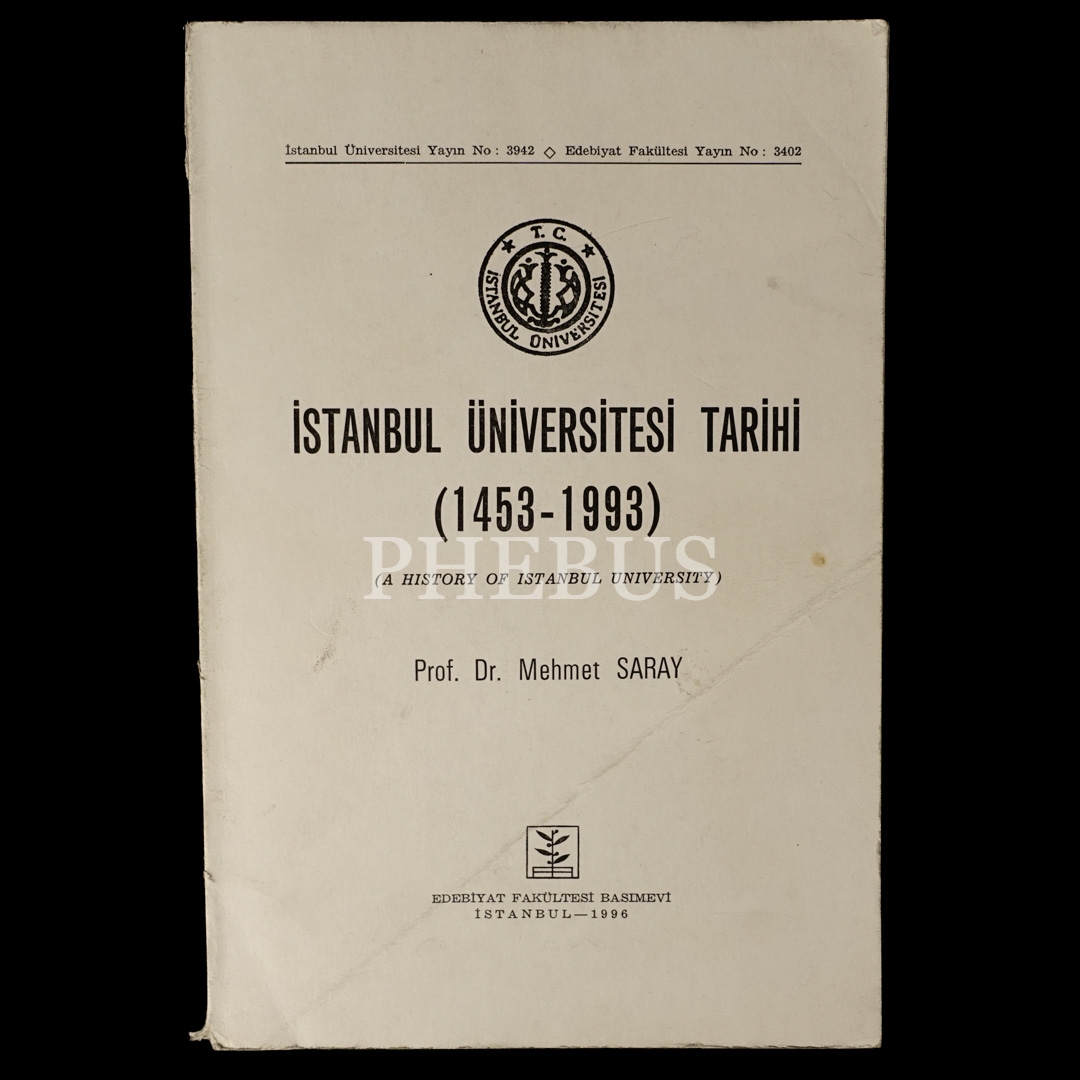 İstanbul Üniversitesi Yayın No : 3942 ◇ Edebiyat Fakültesi Yayın No : 3402
T. C.
İSTANBUL ÜNİVERSİTESİ
İSTANBUL ÜNİVERSİTESİ TARİHİ
(1453-1993)
PHEBUS
(A HISTORY OF ISTANBUL UNIVERSITY)
Prof. Dr. Mehmet SARAY
EDEBİYAT FAKÜLTESİ BASIMEVİ
İSTANBUL—1996